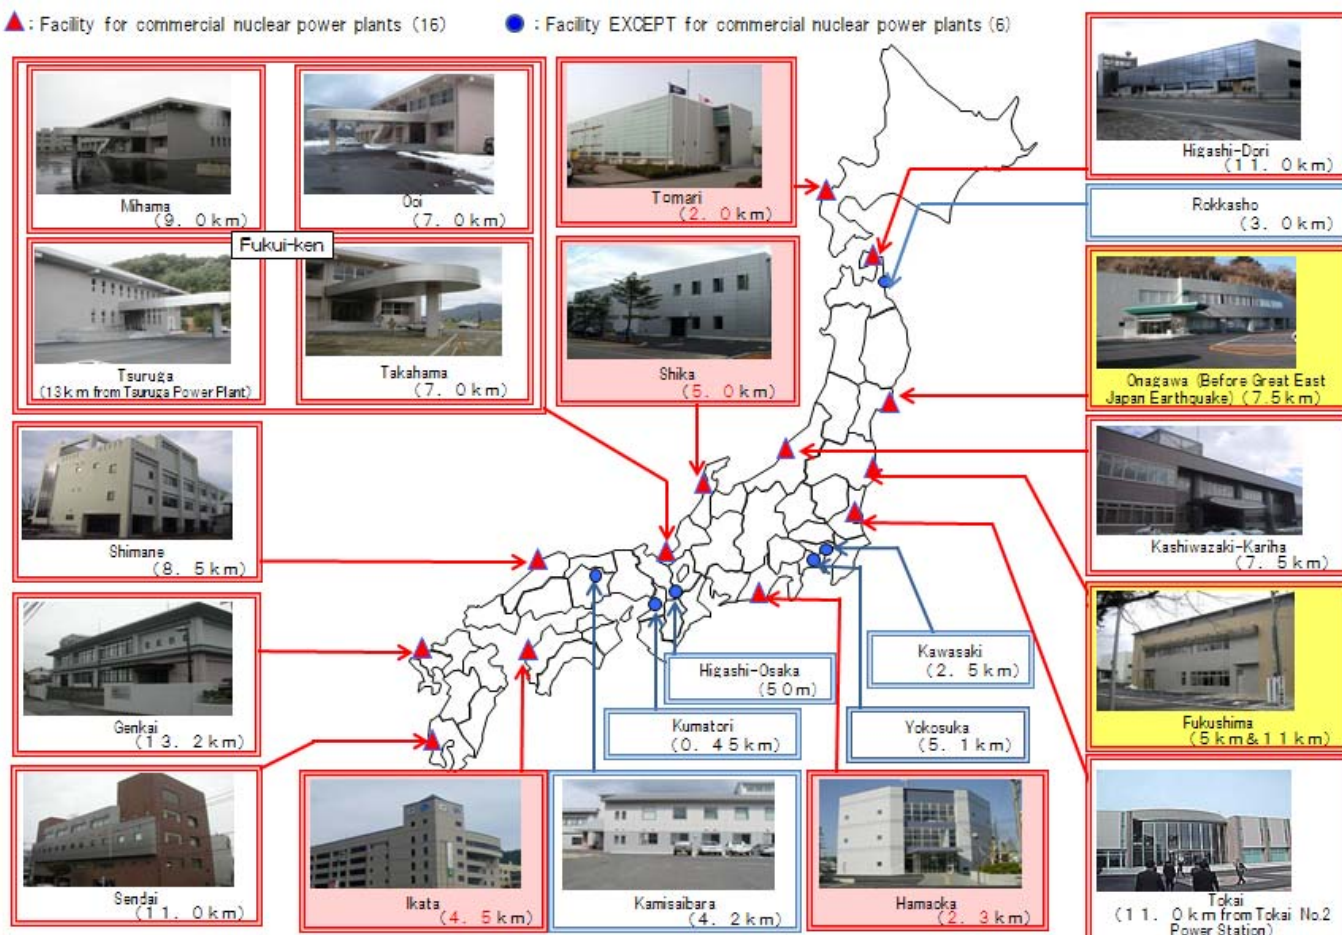 : Facility for commercial nuclear power plants (16)
: Facility EXCEPT for commercial nuclear power plants (6)
Mihama
(9.0km)
Ooi
(7.0km)
Fukui-ken
Tsuruga
(13km from Tsuruga Power Plant)
Takahama
(7.0km)
Tomari
(2.0km)
Shika
(5.0km)
Higashi-Dori
(11.0km)
Rokkasho
(3.0km)
Onagawa (Before Great East
Japan Earthquake) (7.5km)
Kashiwazaki-Kariha
(7.5km)
Fukushima
(5km&11km)
Tokai
(11.0km from Tokai No.2
Power Station)
Shimane
(8.5km)
Genkai
(13.2km)
Sendai
(11.0km)
Ikata
(4.5km)
Kamisaibara
(4.2km)
Hamaoka
(2.3km)
Higashi-Osaka
(50m)
Kumatori
(0.45km)
Kawasaki
(2.5km)
Yokosuka
(5.1km)